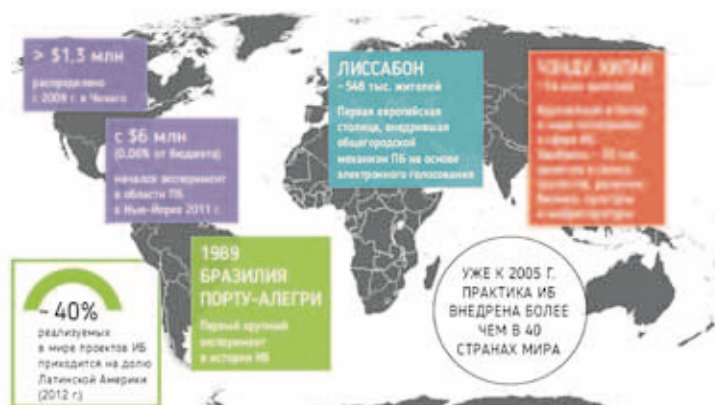 > $1,3 млн
распределено
с 2009 г. в Чикаго
с $6 млн
(0,06% от бюджета)
начался эксперимент
в области ПБ
в Нью-Йорке 2011 г.
ЛИССАБОН
~ 548 тыс. жителей
Первая европейская
столица, внедрившая
общегородской
механизм ПБ на основе
электронного голосования
ЧЭНДУ, КИТАЙ
1989
БРАЗИЛИЯ
ПОРТУ-АЛЕГРИ
Первый крупный
эксперимент
в истории ИБ
~ 40%
реализуемых
в мире проектов ИБ
приходится на долю
Латинской Америки
(2012 г.)
УЖЕ К 2005 Г.
ПРАКТИКА ИБ
ВНЕДРЕНА БОЛЕЕ
ЧЕМ В 40
СТРАНАХ МИРА